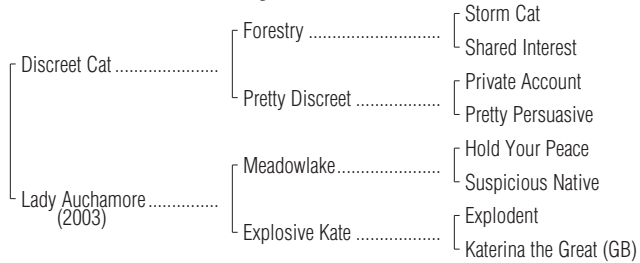 Storm Cat
Forestry ............................
Shared Interest
Discreet Cat .....................
Private Account
Pretty Discreet ................
Pretty Persuasive
Hold Your Peace
Meadowlake.....................
Suspicious Native
Lady Auchamore...............
(2003)
Explodent
Explosive Kate .................
Katerina the Great (GB)